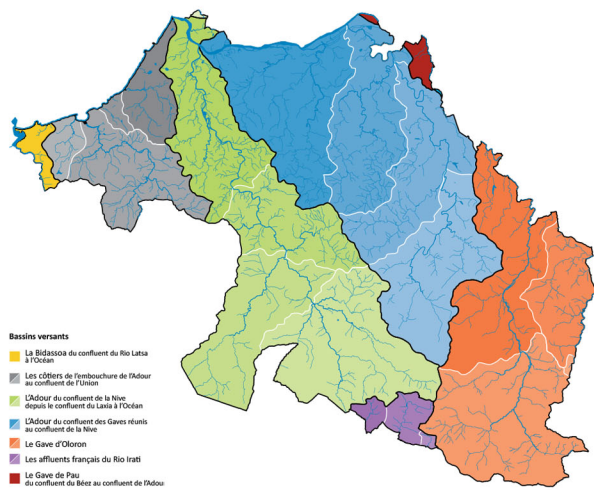 Bassins versants
La Bidassoa du confluent du Rio Latsa
à l'Océan
Les côtiers de l'embouchure de l'Adour
au confluent de l'Union
L'Adour du confluent de la Nive
depuis le confluent du Laxia à l'Océan
L'Adour du confluent des Gaves réunis
au confluent de la Nive
Le Gave d'Oloron
Les affluents français du Rio Irati
Le Gave de Pau
du confluent du Béez au confluent de l'Adou